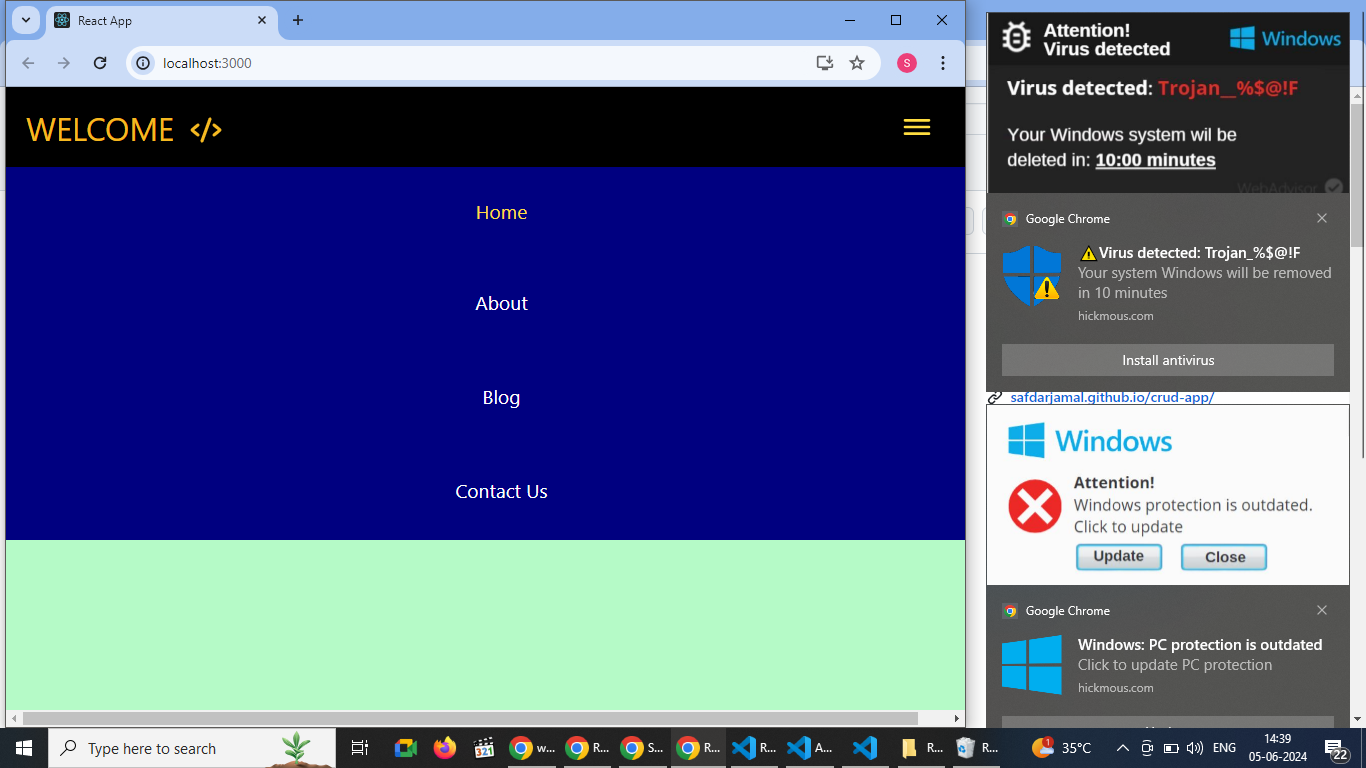 React App
localhost:3000
S
WELCOME </>
Home
About
Blog
Contact Us
Attention!
Virus detected
Windows
Virus detected: Trojan__%$@!F
Your Windows system will be
deleted in: 10:00 minutes
WebAdvisor
Google Chrome
Virus detected: Trojan_%$@!F
Your system Windows will be removed
in 10 minutes
hickmous.com
Install antivirus
safdarjamal.github.io/crud-app/
Windows
Attention!
Windows protection is outdated.
Click to update
Update Close
Google Chrome
Windows: PC protection is outdated
Click to update PC protection
hickmous.com
Type here to search
321
w...
R...
S...
R...
R...
A...
R...
R...
1
35°C
ENG
14:39
05-06-2024
22